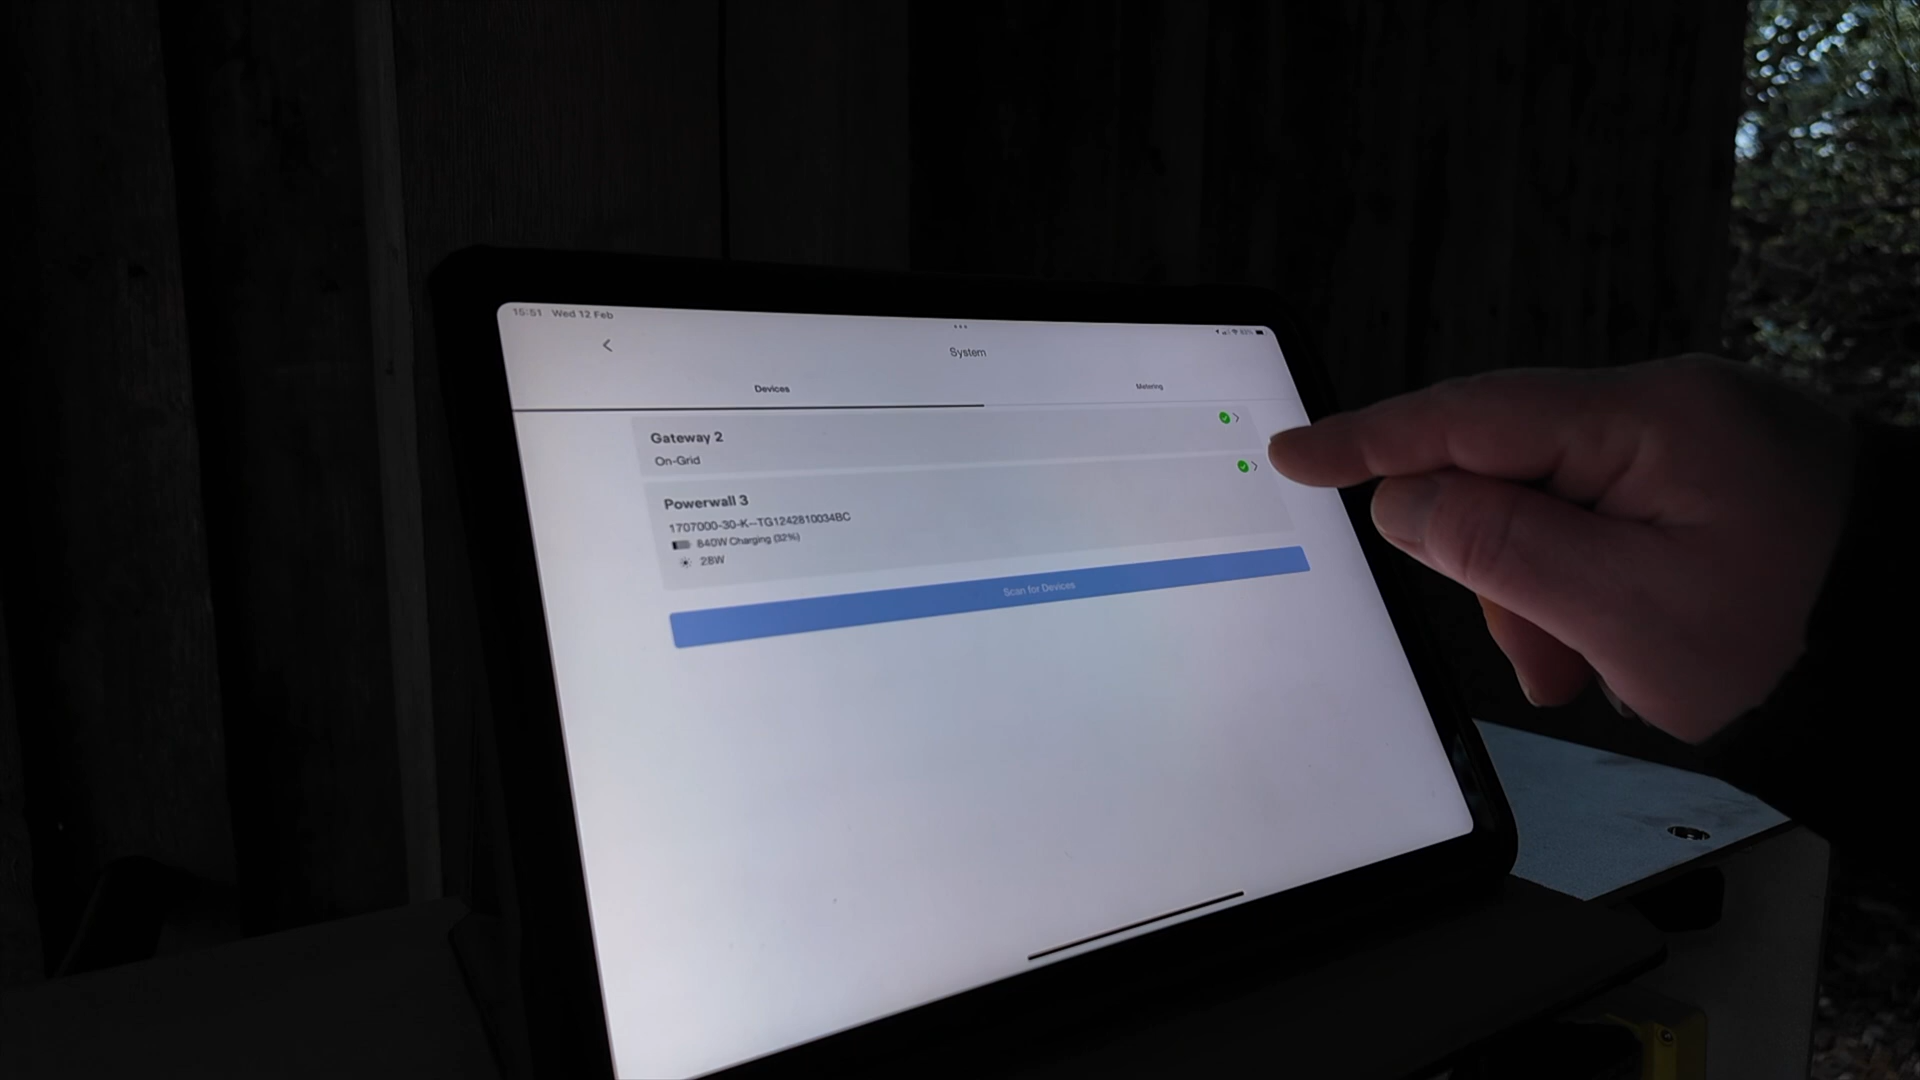 15:51 Wed 12 Feb
System
Devices
Metering
Gateway 2
On-Grid
Powerwall 3
1707000-30-K--TG1242810034BC
840W Charging (32%)
28W
Scan for Devices